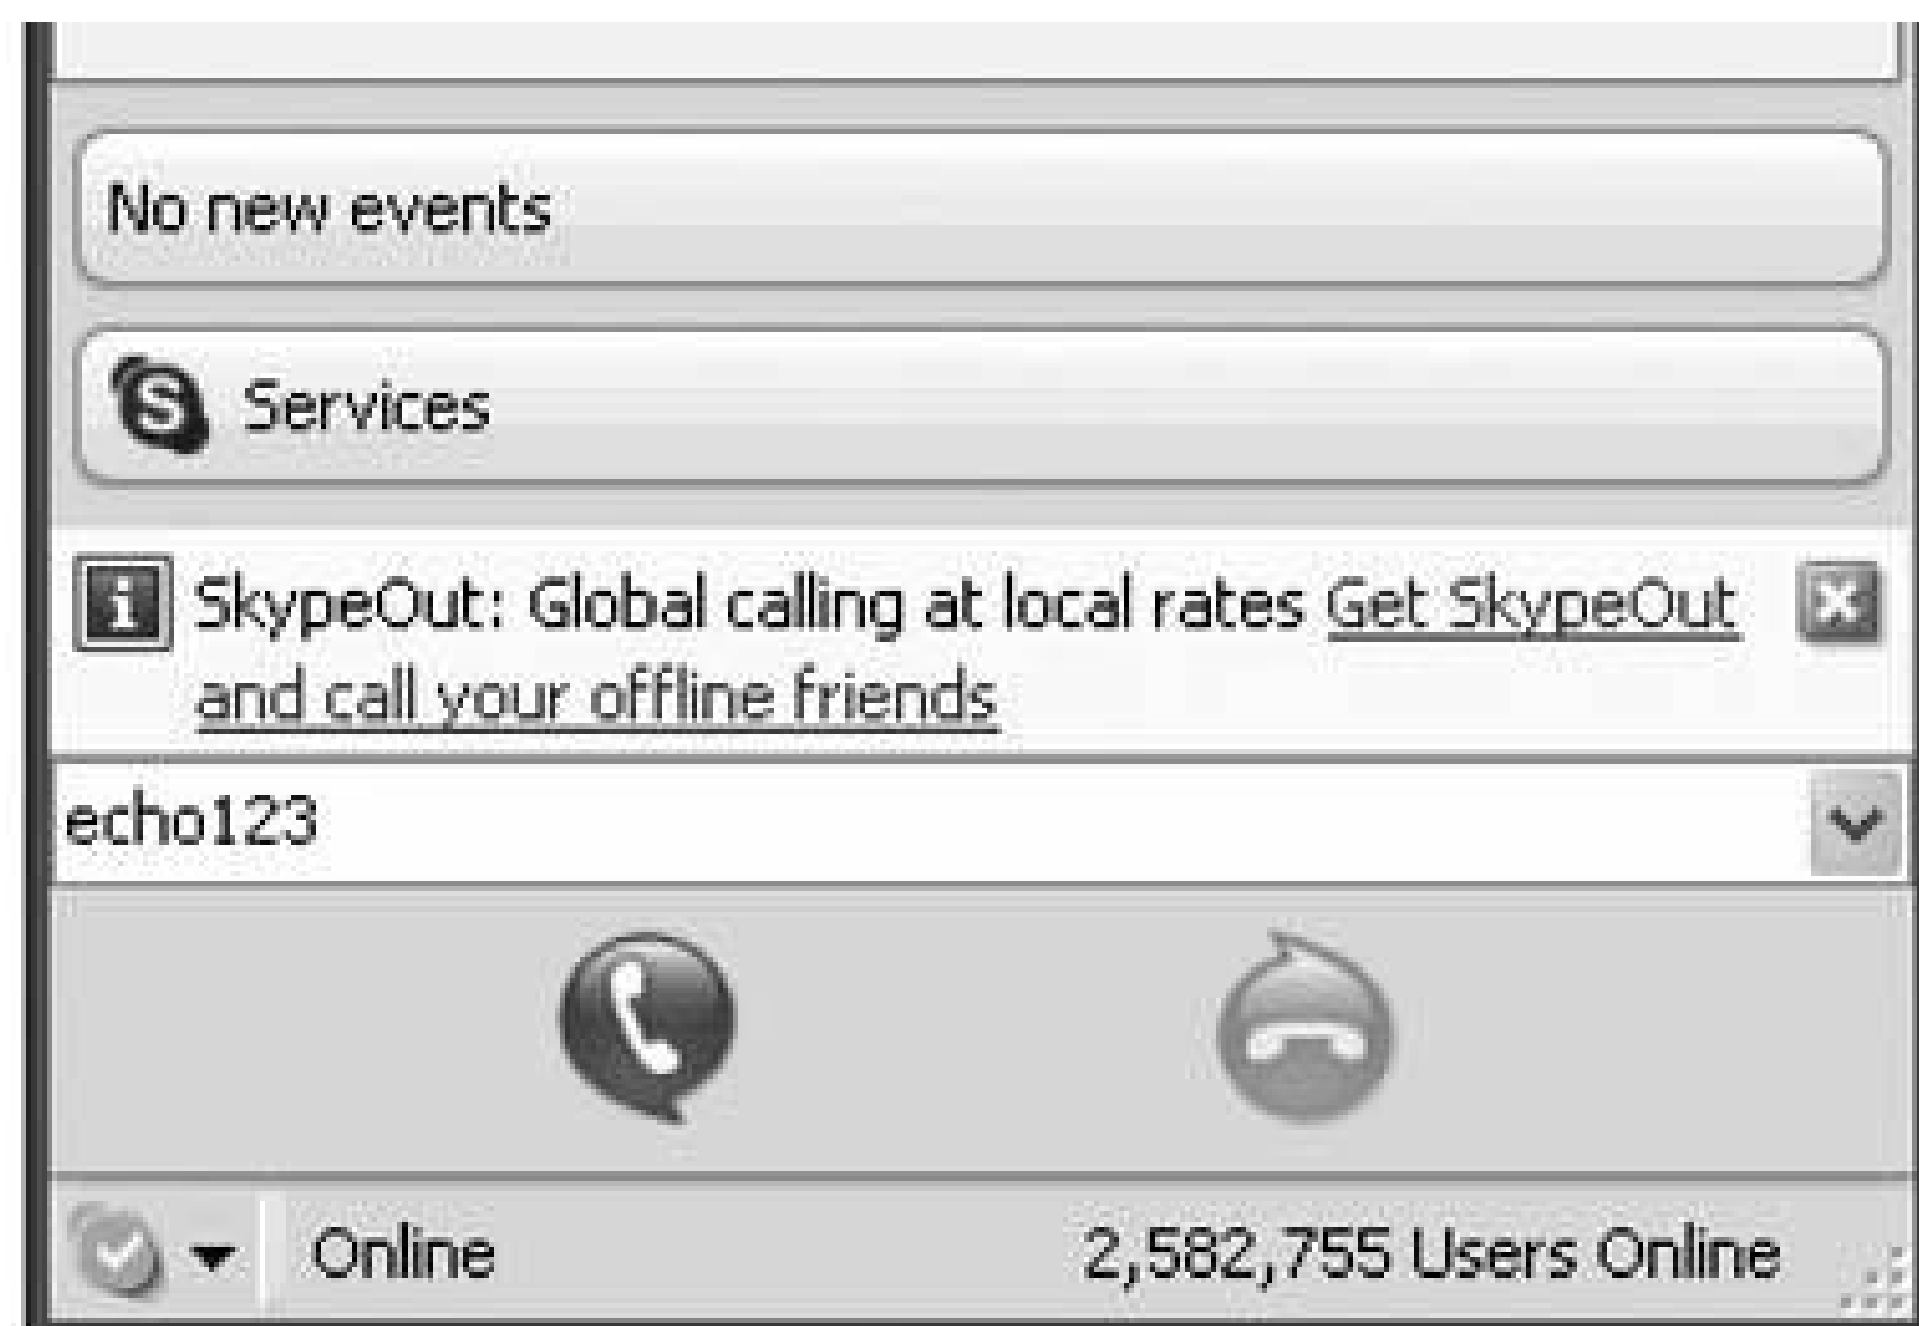 No new events
Services
SkypeOut: Global calling at local rates Get SkypeOut
and call your offline friends
echo123
Online
2,582,755 Users Online